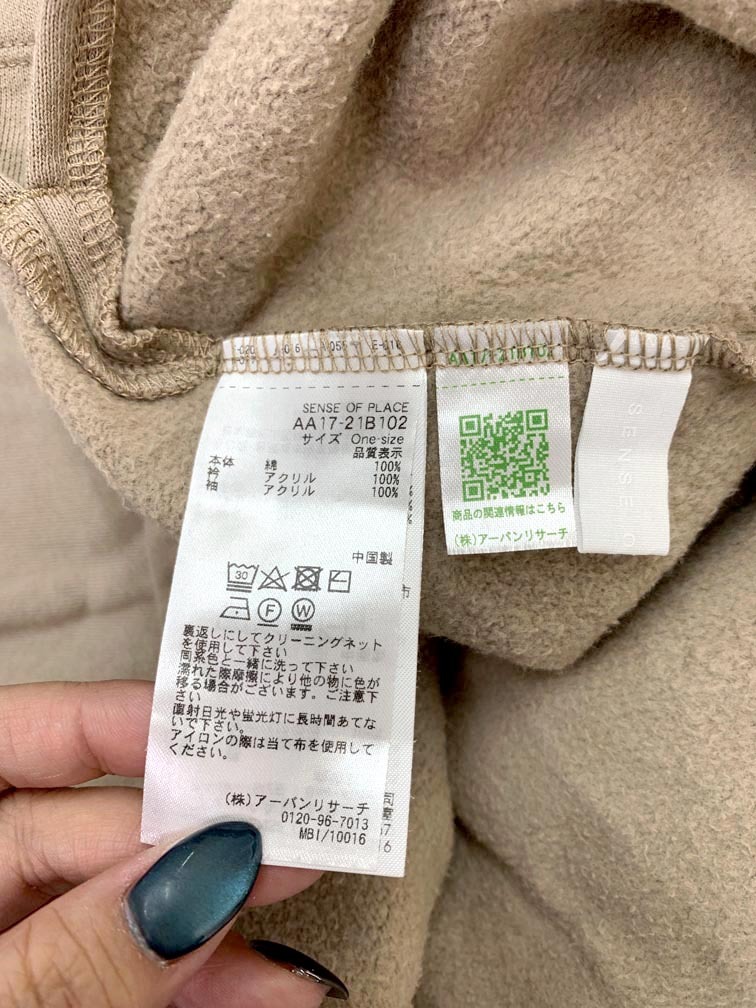 SENSE OF PLACE
AA17-21B102
サイズ One-size
品質表示
本体 綿 100%
衿 アクリル 100%
袖 アクリル 100%
中国製
30
F W
裏返しにしてクリーニングネット
を使用して下さい
同系色と一緒に洗って下さい
濡れた際摩擦により他の物に色が
移る場合がございます。ご注意下
さい
直射日光や蛍光灯に長時間あてな
いで下さい。
アイロンの際は当て布を使用して
ください。
(株)アーバンリサーチ
0120-96-7013
MBI/10016
商品の関連情報はこちら
(株)アーバンリサーチ
SENSE O